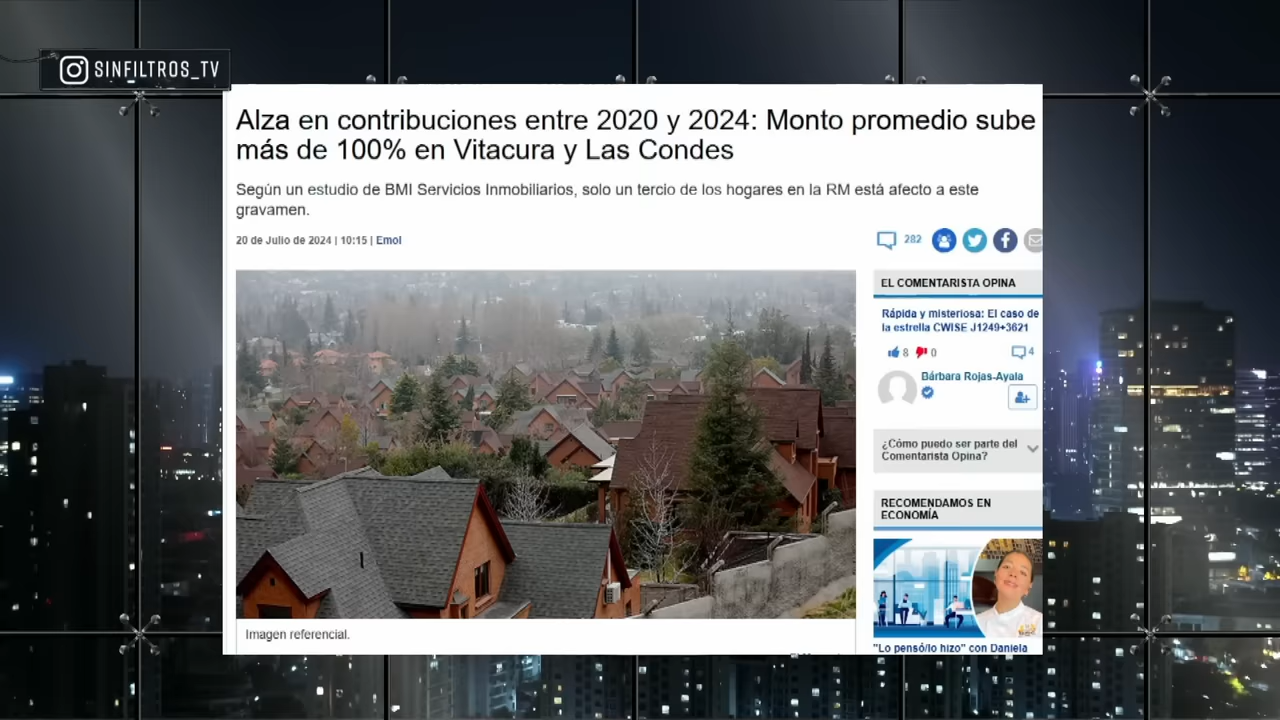 SINFILTROS_TV
Alza en contribuciones entre 2020 y 2024: Monto promedio sube
más de 100% en Vitacura y Las Condes
Según un estudio de BMI Servicios Inmobiliarios, solo un tercio de los hogares en la RM está afecto a este
gravamen.
20 de Julio de 2024 | 10:15 | Emol
282
EL COMENTARISTA OPINA
Rápida y misteriosa: El caso de
la estrella CWISE J1249+3621
8
0
4
Bárbara Rojas-Ayala
¿Cómo puedo ser parte del
Comentarista Opina?
RECOMENDAMOS EN
ECONOMÍA
Imagen referencial.
"Lo pensó/lo hizo" con Daniela